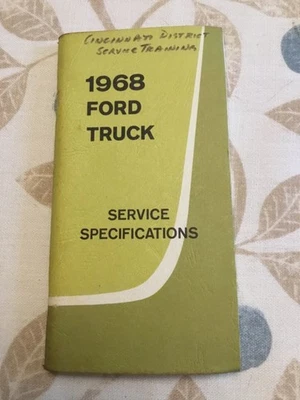 CINCINNATI DISTRICT
SERVICE TRAINING
1968
FORD
TRUCK
SERVICE
SPECIFICATIONS